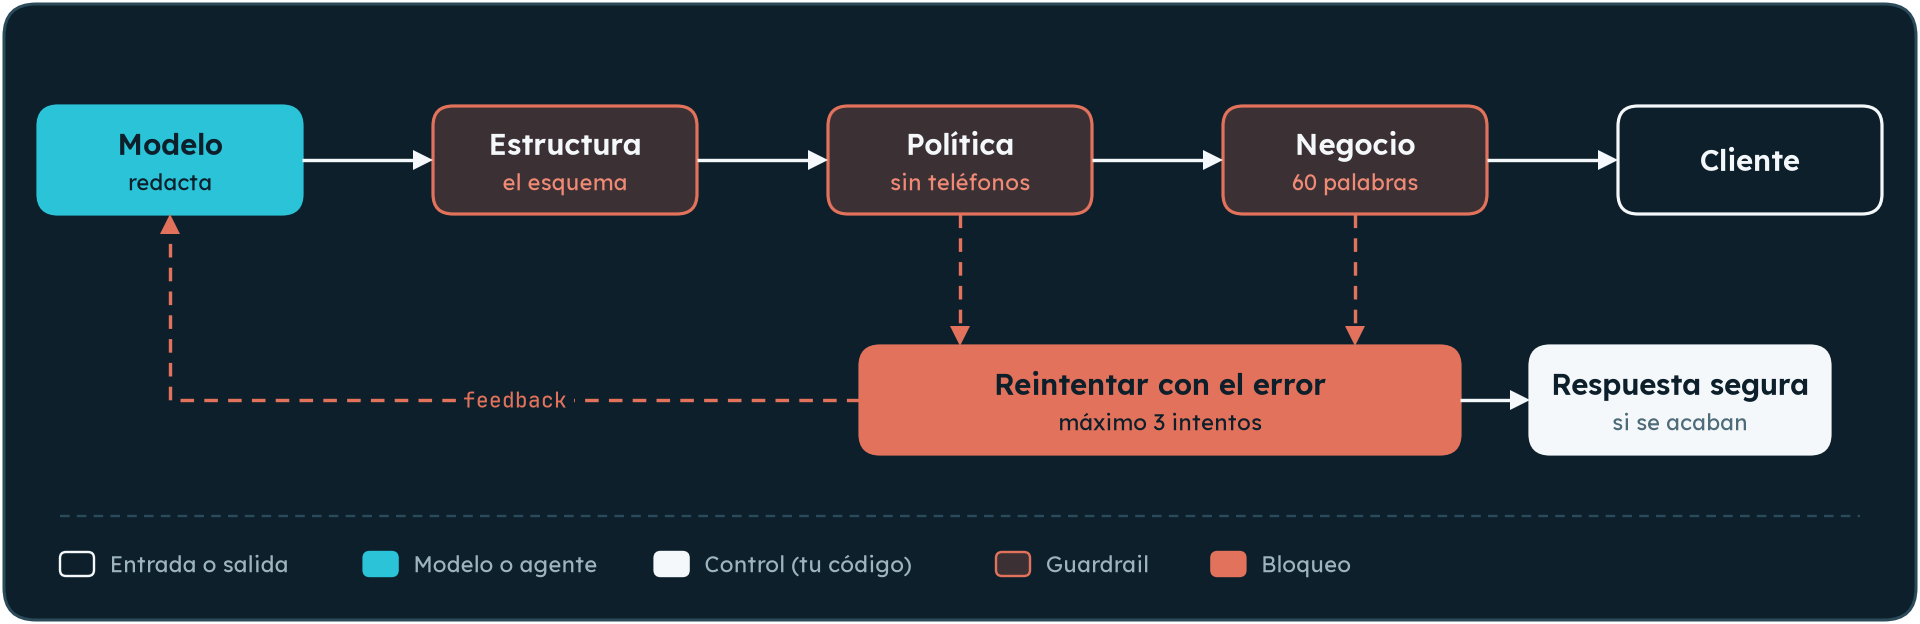 Modelo
redacta
Estructura
el esquema
Política
sin teléfonos
Negocio
60 palabras
Cliente
feedback
Reintentar con el error
máximo 3 intentos
Respuesta segura
si se acaban
Entrada o salida
Modelo o agente
Control (tu código)
Guardrail
Bloqueo